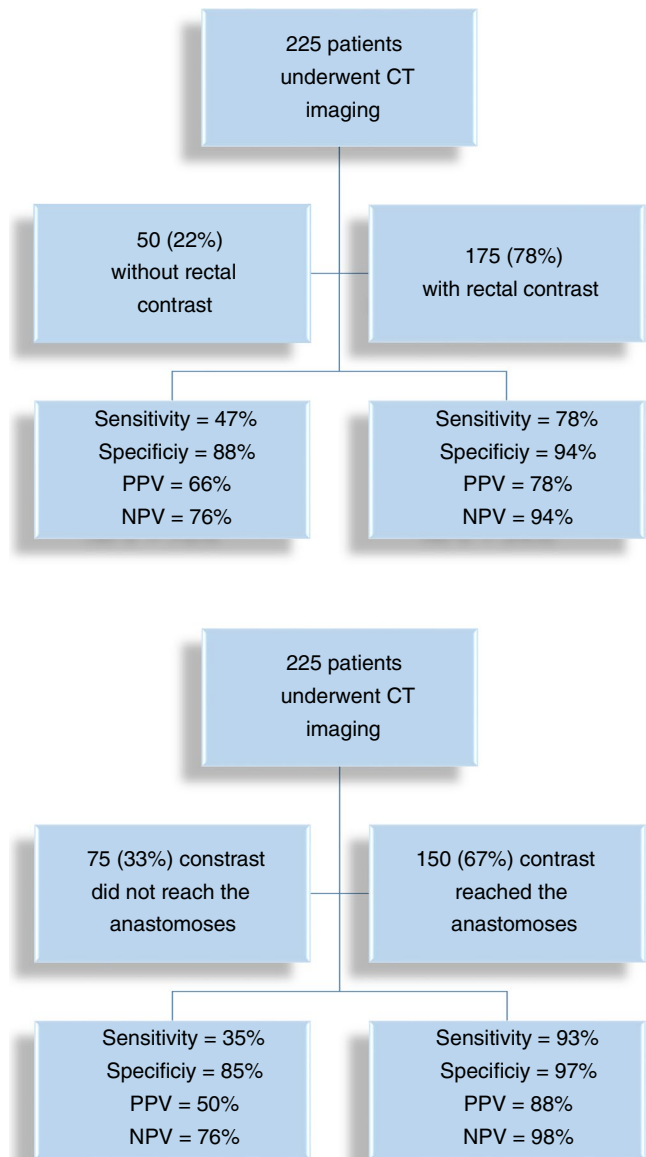 225 patients
underwent CT
imaging
50 (22%)
without rectal
contrast
175 (78%)
with rectal contrast
Sensitivity = 47%
Specificiy = 88%
PPV = 66%
NPV = 76%
Sensitivity = 78%
Specificiy = 94%
PPV = 78%
NPV = 94%
225 patients
underwent CT
imaging
75 (33%) constrast
did not reach the
anastomoses
150 (67%) contrast
reached the
anastomoses
Sensitivity = 35%
Specificiy = 85%
PPV = 50%
NPV = 76%
Sensitivity = 93%
Specificiy = 97%
PPV = 88%
NPV = 98%